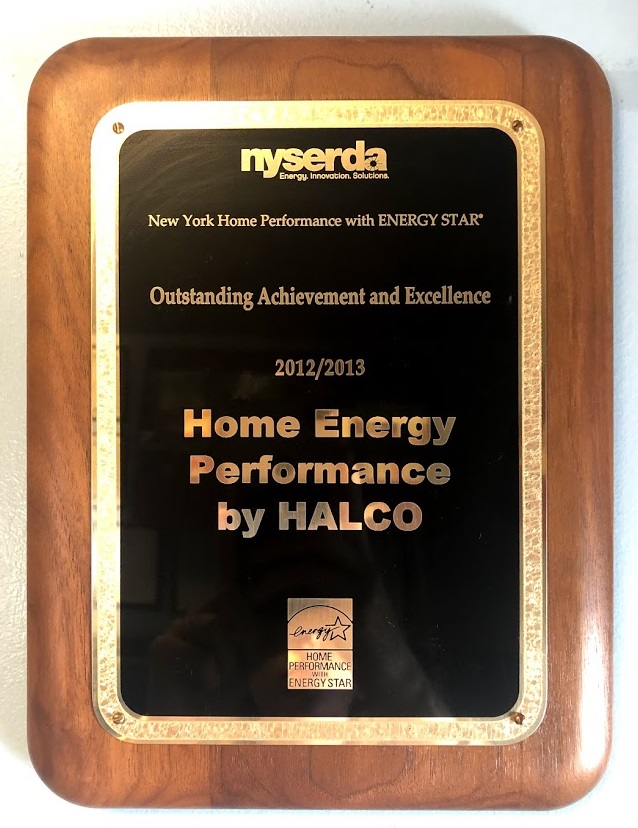 nyserda
Energy. Innovation. Solutions.
New York Home Performance with ENERGY STAR®
Outstanding Achievement and Excellence
2012/2013
Home Energy
Performance
by HALCO
energy
HOME
PERFORMANCE
WITH
ENERGY STAR